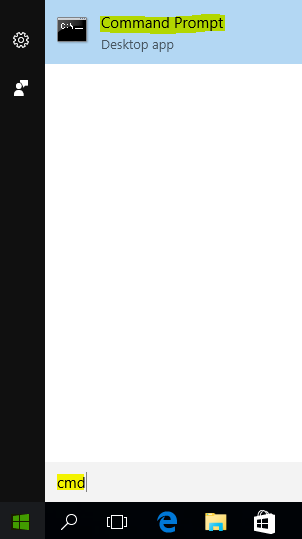 C:\.
Command Prompt
Desktop app
cmd